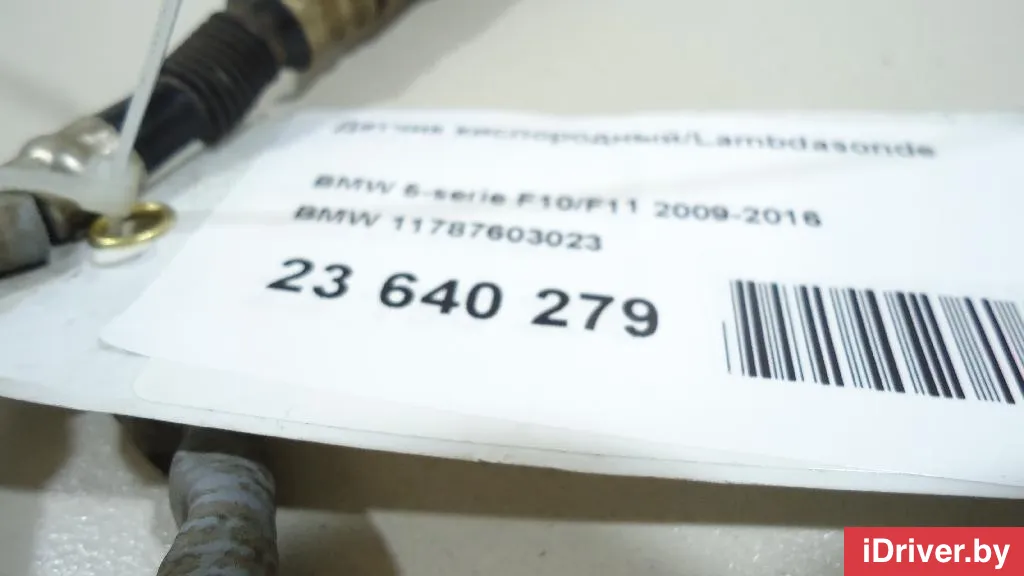 Датчик кислородный/Lambdasonde
BMW 5-serie F10/F11 2009-2016
BMW 11787603023
23 640 279
iDriver.by